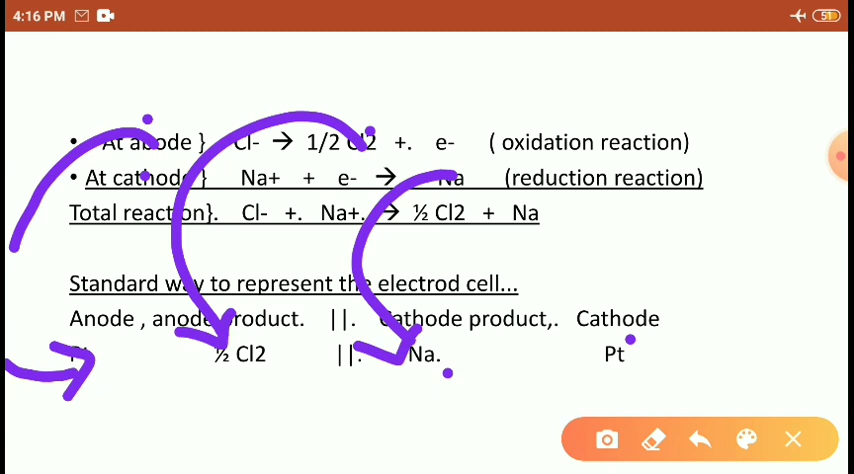 4:16 PM 51
• At anode } Cl- → 1/2 Cl2 +. e- ( oxidation reaction)
• At cathode } Na+ + e- → Na (reduction reaction)
Total reaction}. Cl- +. Na+. → ½ Cl2 + Na
Standard way to represent the electrod cell...
Anode , anode product. ||. Cathode product,. Cathode
Pt ½ Cl2 ||. Na. Pt